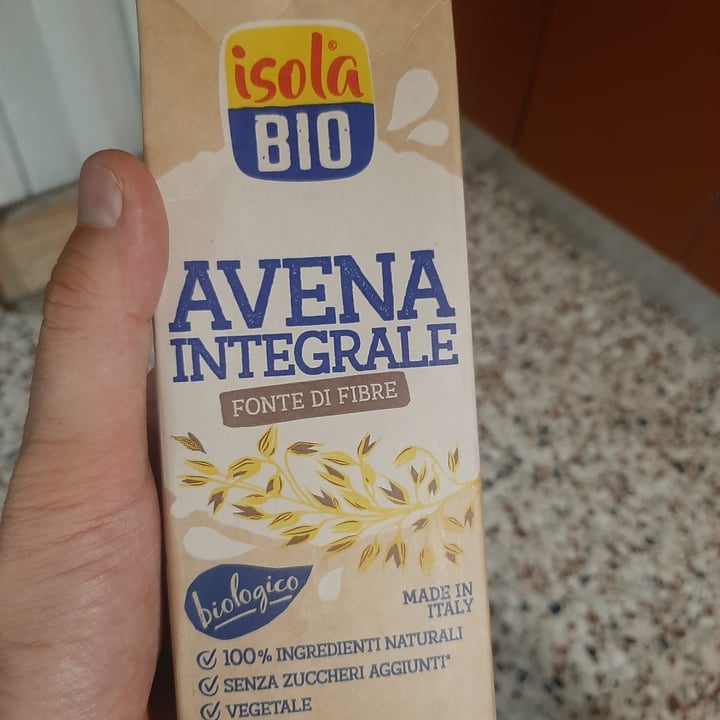 isola®
BIO
AVENA
INTEGRALE
FONTE DI FIBRE
biologico
MADE IN
ITALY
100% INGREDIENTI NATURALI
SENZA ZUCCHERI AGGIUNTI*
VEGETALE